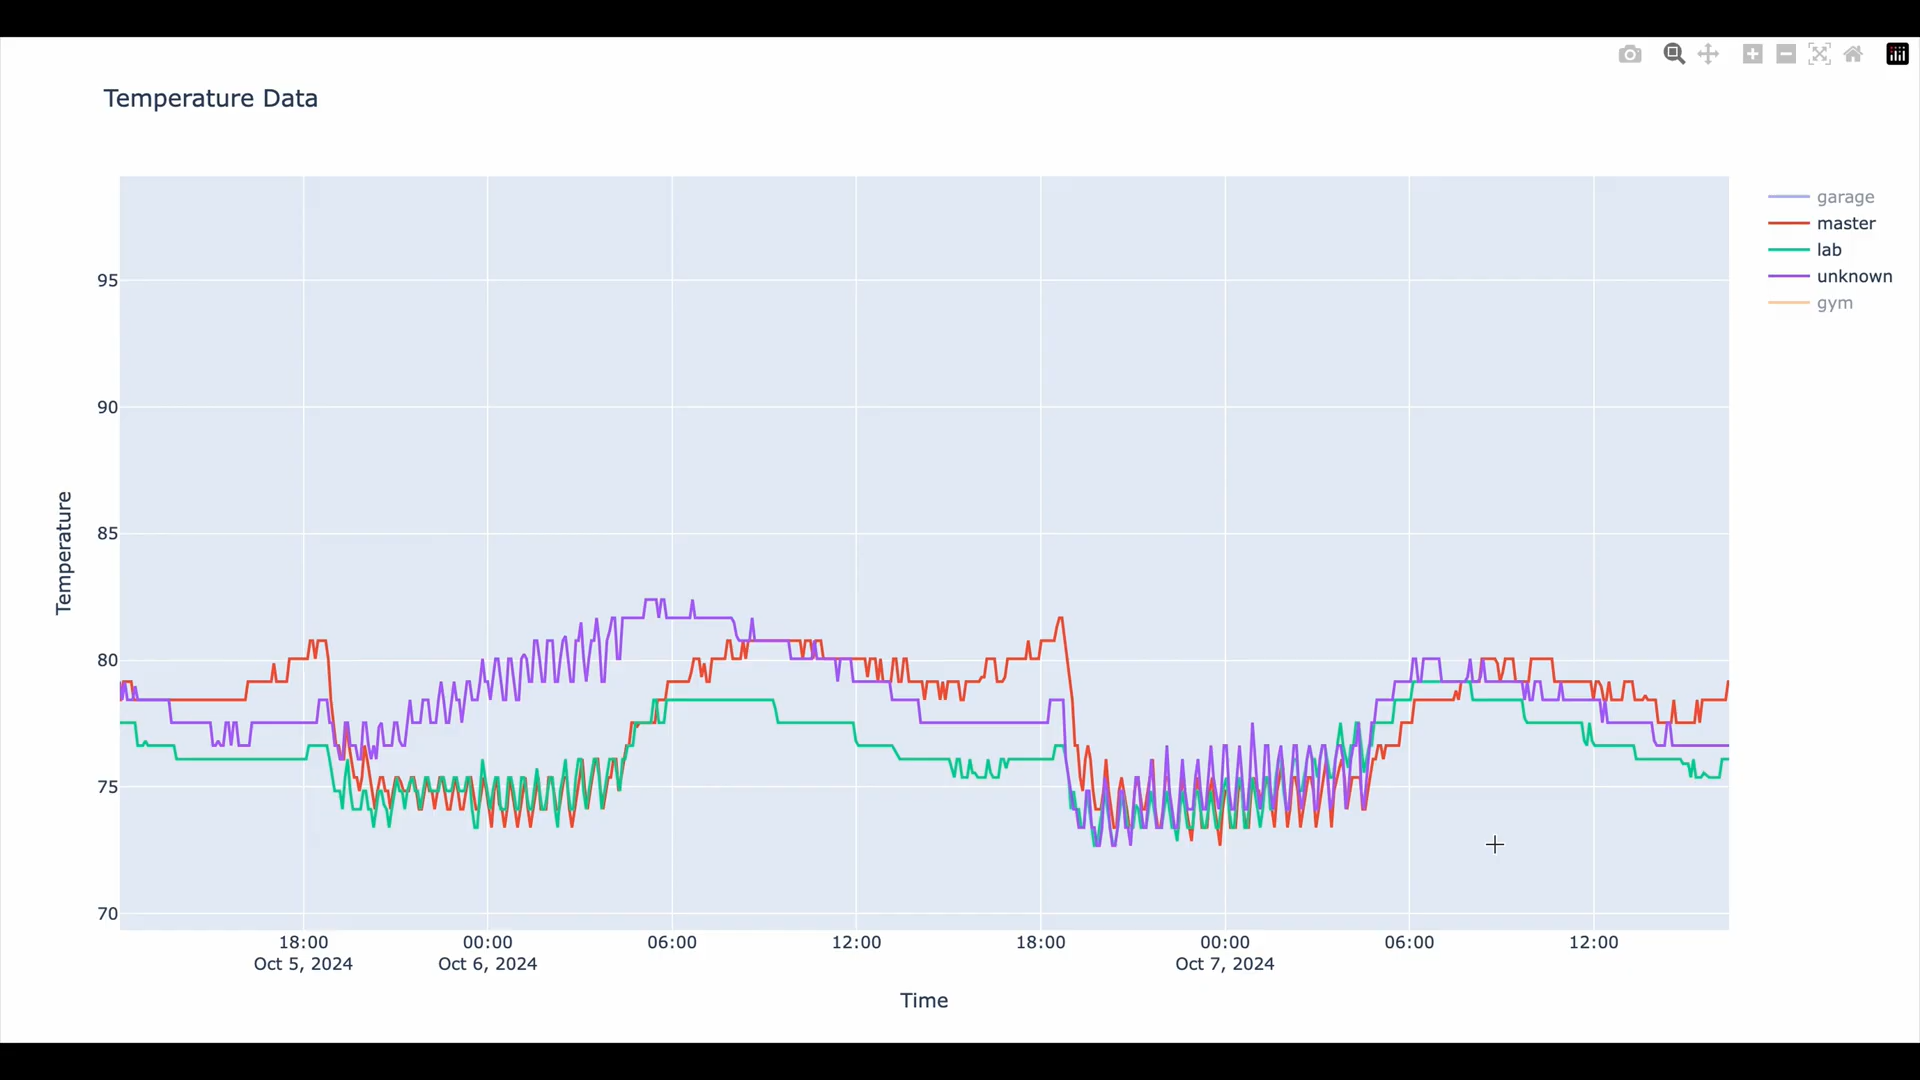 Temperature Data
garage
master
lab
unknown
gym
95
90
85
80
75
70
Temperature
18:00 00:00 06:00 12:00 18:00 00:00 06:00 12:00
Oct 5, 2024 Oct 6, 2024 Oct 7, 2024
Time